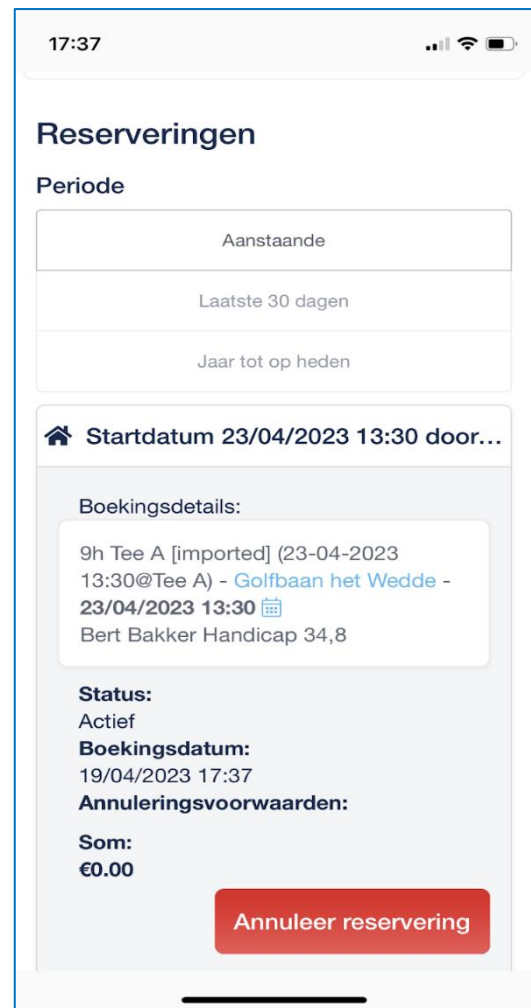 17:37
Reserveringen
Periode
Aanstaande
Laatste 30 dagen
Jaar tot op heden
Startdatum 23/04/2023 13:30 door...
Boekingsdetails:
9h Tee A [imported] (23-04-2023
13:30@Tee A) - Golfbaan het Wedde -
23/04/2023 13:30
Bert Bakker Handicap 34,8
Status:
Actief
Boekingsdatum:
19/04/2023 17:37
Annuleringsvoorwaarden:
Som:
€0.00
Annuleer reservering